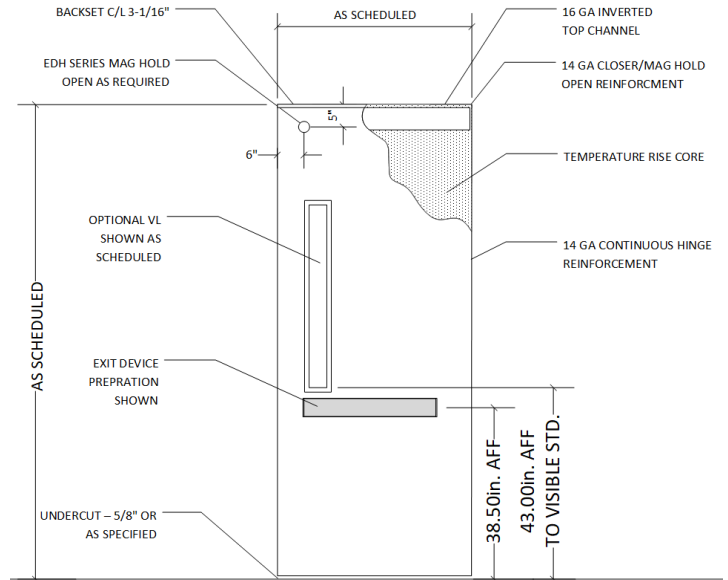 BACKSET C/L 3-1/16"
AS SCHEDULED
16 GA INVERTED
TOP CHANNEL
EDH SERIES MAG HOLD
OPEN AS REQUIRED
14 GA CLOSER/MAG HOLD
OPEN REINFORCMENT
5"
6"
TEMPERATURE RISE CORE
OPTIONAL VL
SHOWN AS
SCHEDULED
14 GA CONTINUOUS HINGE
REINFORCEMENT
AS SCHEDULED
EXIT DEVICE
PREPRATION
SHOWN
38.50in. AFF
43.00in. AFF
TO VISIBLE STD.
UNDERCUT – 5/8" OR
AS SPECIFIED